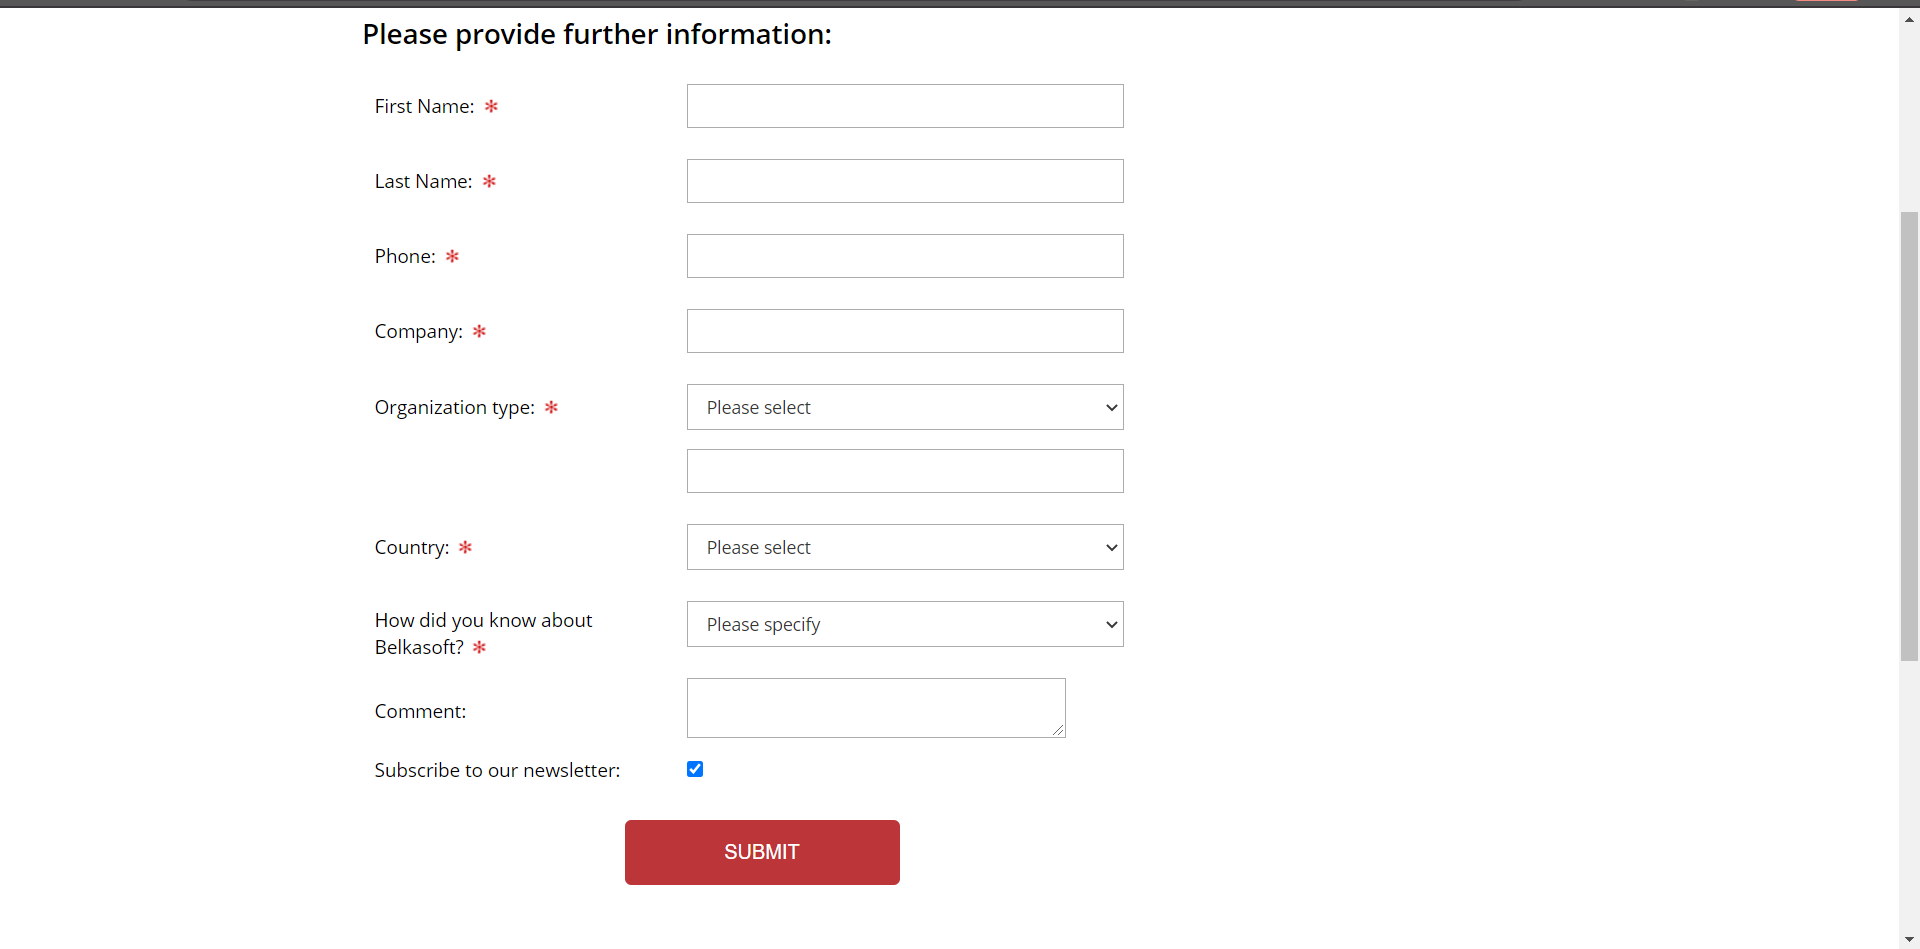 Please provide further information:
First Name: *
Last Name: *
Phone: *
Company: *
Organization type: *
Please select
Country: *
Please select
How did you know about
Belkasoft? *
Please specify
Comment:
Subscribe to our newsletter:
SUBMIT